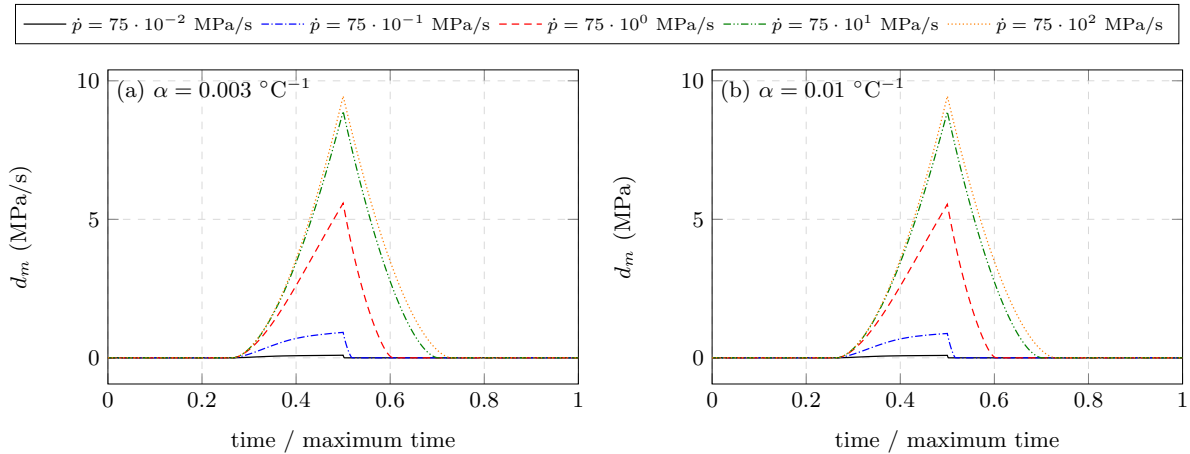 ṗ = 75 · 10⁻² MPa/s ṗ = 75 · 10⁻¹ MPa/s ṗ = 75 · 10⁰ MPa/s ṗ = 75 · 10¹ MPa/s ṗ = 75 · 10² MPa/s
(a) α = 0.003 °C⁻¹
10
5
0
dₘ (MPa/s)
0 0.2 0.4 0.6 0.8 1
time / maximum time
(b) α = 0.01 °C⁻¹
10
5
0
dₘ (MPa)
0 0.2 0.4 0.6 0.8 1
time / maximum time